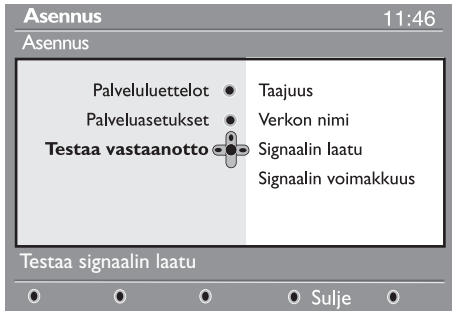 Asennus 11:46
Asennus
Palveluluettelot Taajuus
Palveluasetukset Verkon nimi
Testaa vastaanotto Signaalin laatu
Signaalin voimakkuus
Testaa signaalin laatu
Sulje